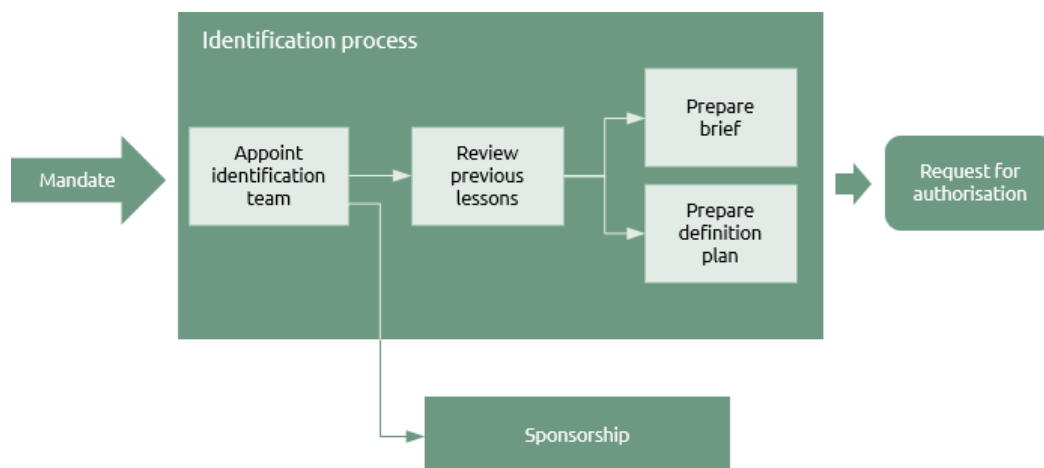 Identification process
Mandate
Appoint
identification
team
Review
previous
lessons
Prepare
brief
Prepare
definition
plan
Request for
authorisation
Sponsorship